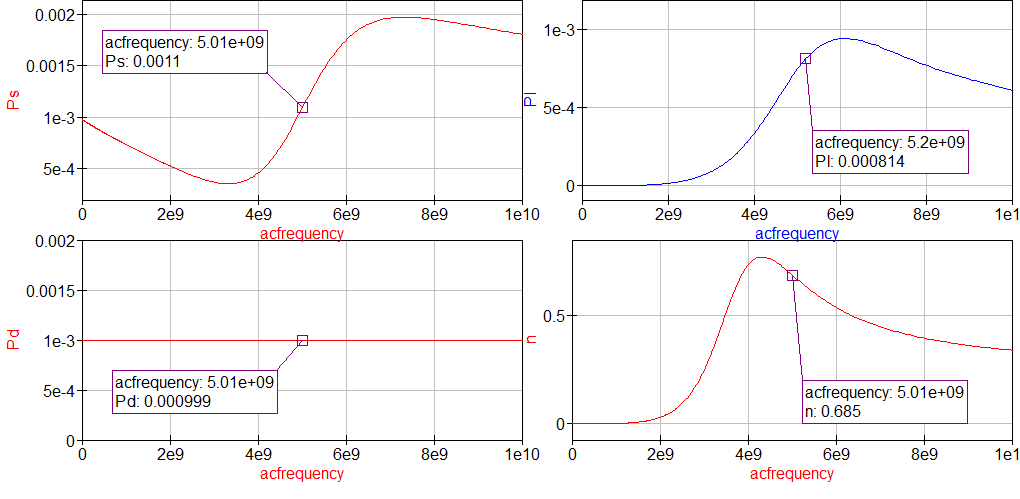 0.002
0.0015
1e-3
5e-4
Ps
acfrequency: 5.01e+09
Ps: 0.0011
0 2e9 4e9 6e9 8e9 1e10
acfrequency
1e-3
5e-4
0
Pl
acfrequency: 5.2e+09
Pl: 0.000814
0 2e9 4e9 6e9 8e9 1e1
acfrequency
0.002
0.0015
1e-3
5e-4
0
Pd
acfrequency: 5.01e+09
Pd: 0.000999
0 2e9 4e9 6e9 8e9 1e10
acfrequency
0.5
0
n
acfrequency: 5.01e+09
n: 0.685
0 2e9 4e9 6e9 8e9 1e10
acfrequency